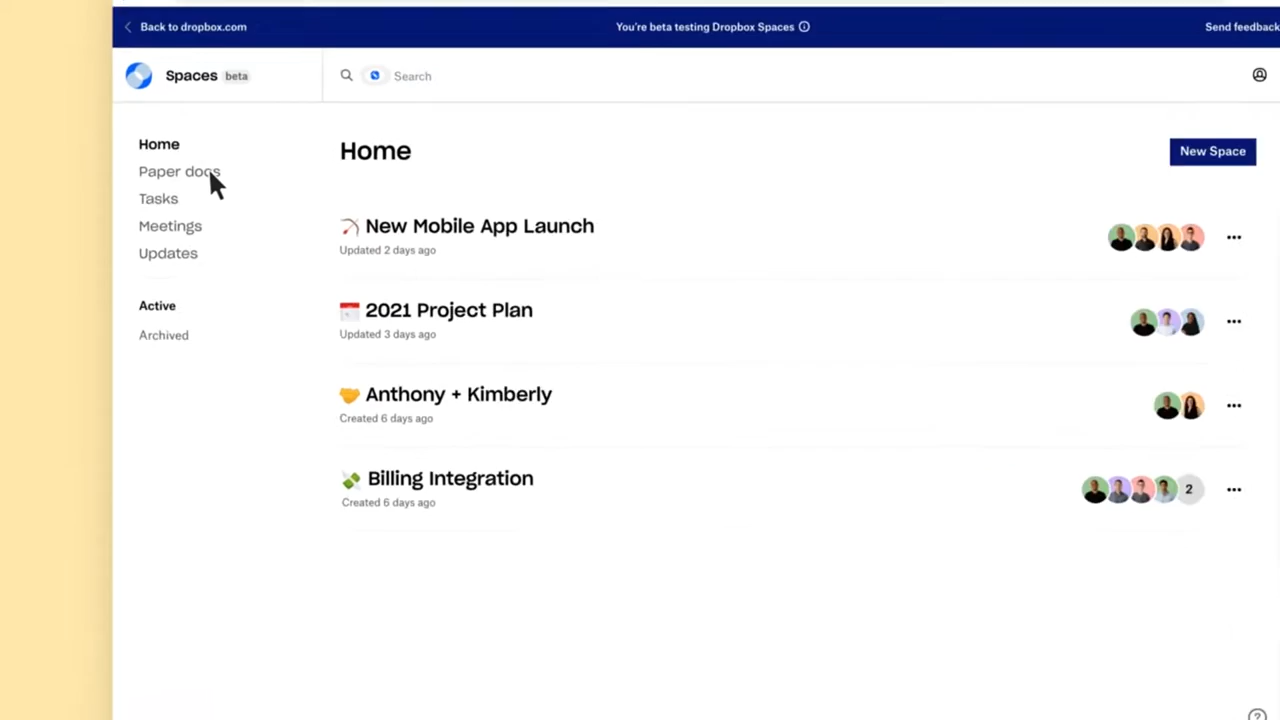 Back to dropbox.com
You're beta testing Dropbox Spaces
Send feedback
Spaces beta
Search
Home
Paper docs
Tasks
Meetings
Updates
Active
Archived
Home
New Space
New Mobile App Launch
Updated 2 days ago
2021 Project Plan
Updated 3 days ago
Anthony + Kimberly
Created 6 days ago
Billing Integration
Created 6 days ago
2